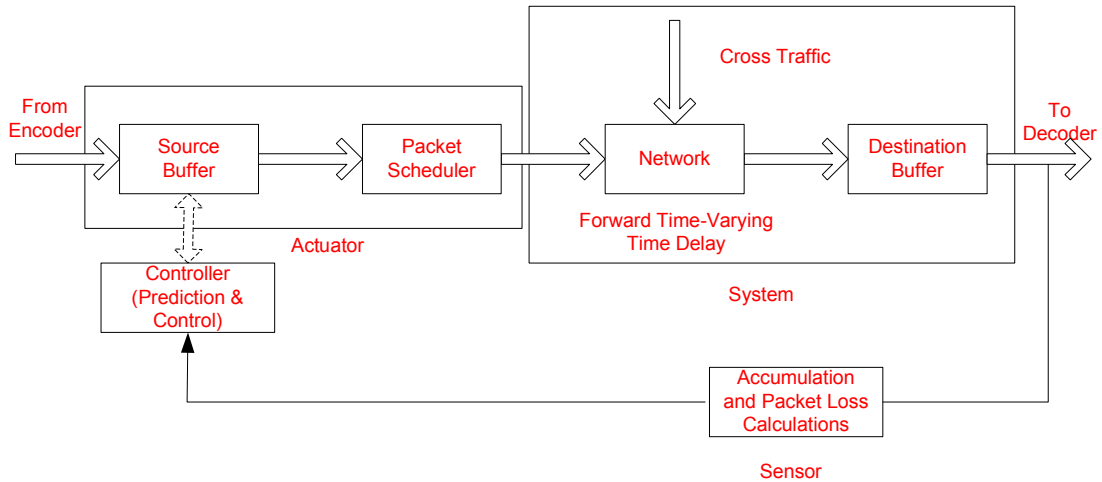 Cross Traffic
From
Encoder
To
Decoder
Source
Buffer
Packet
Scheduler
Network
Destination
Buffer
Forward Time-Varying
Time Delay
Actuator
Controller
(Prediction &
Control)
System
Accumulation
and Packet Loss
Calculations
Sensor